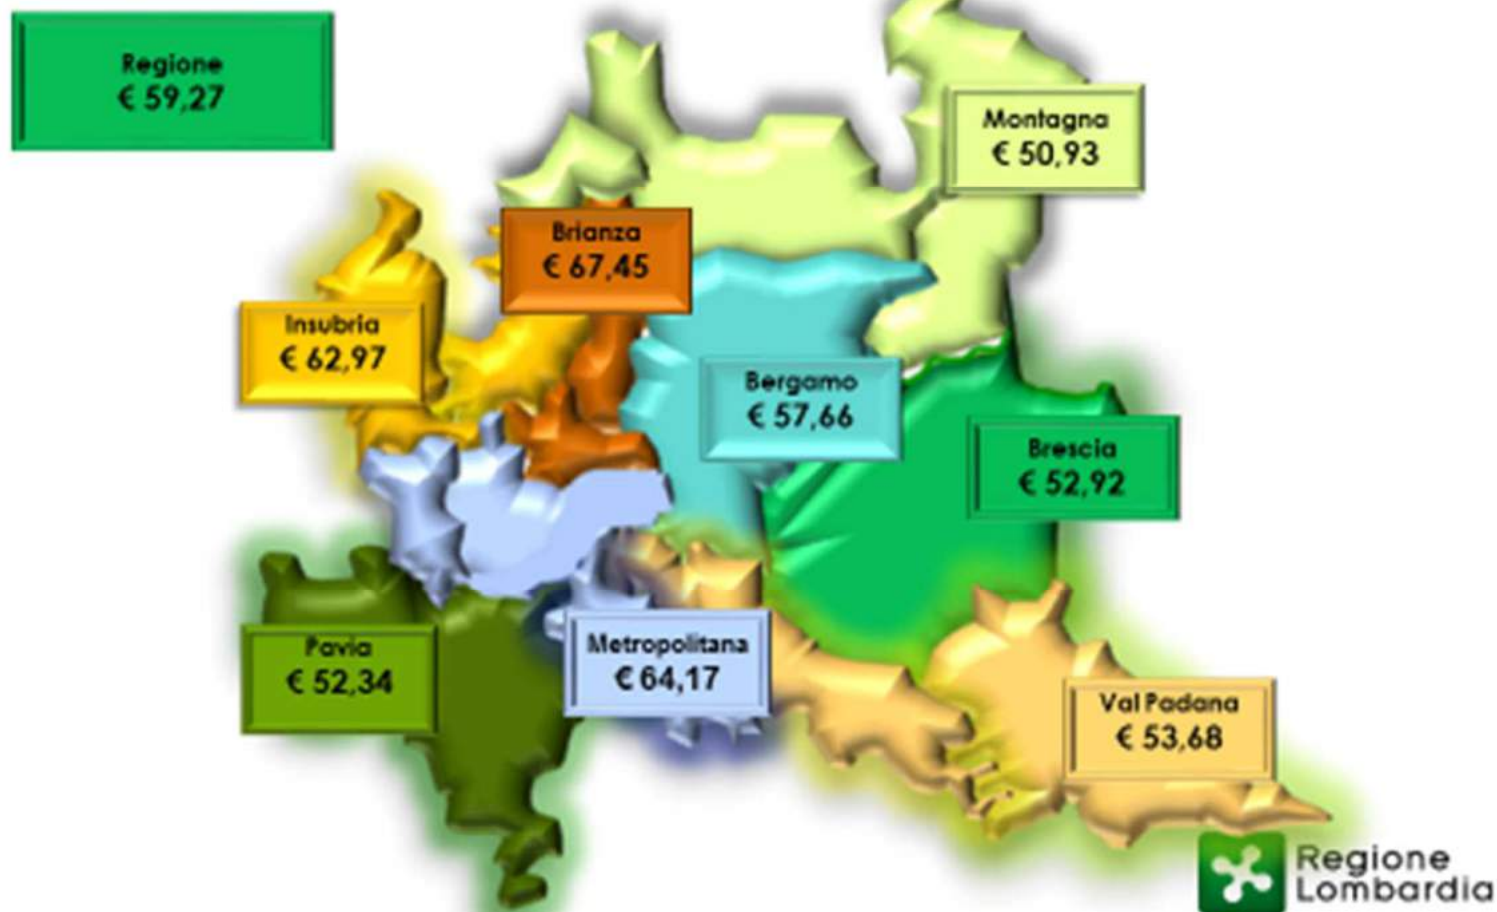 Regione
€ 59,27
Montagna
€ 50,93
Brianza
€ 67,45
Insubria
€ 62,97
Bergamo
€ 57,66
Brescia
€ 52,92
Pavia
€ 52,34
Metropolitana
€ 64,17
Val Padana
€ 53,68
Regione
Lombardia